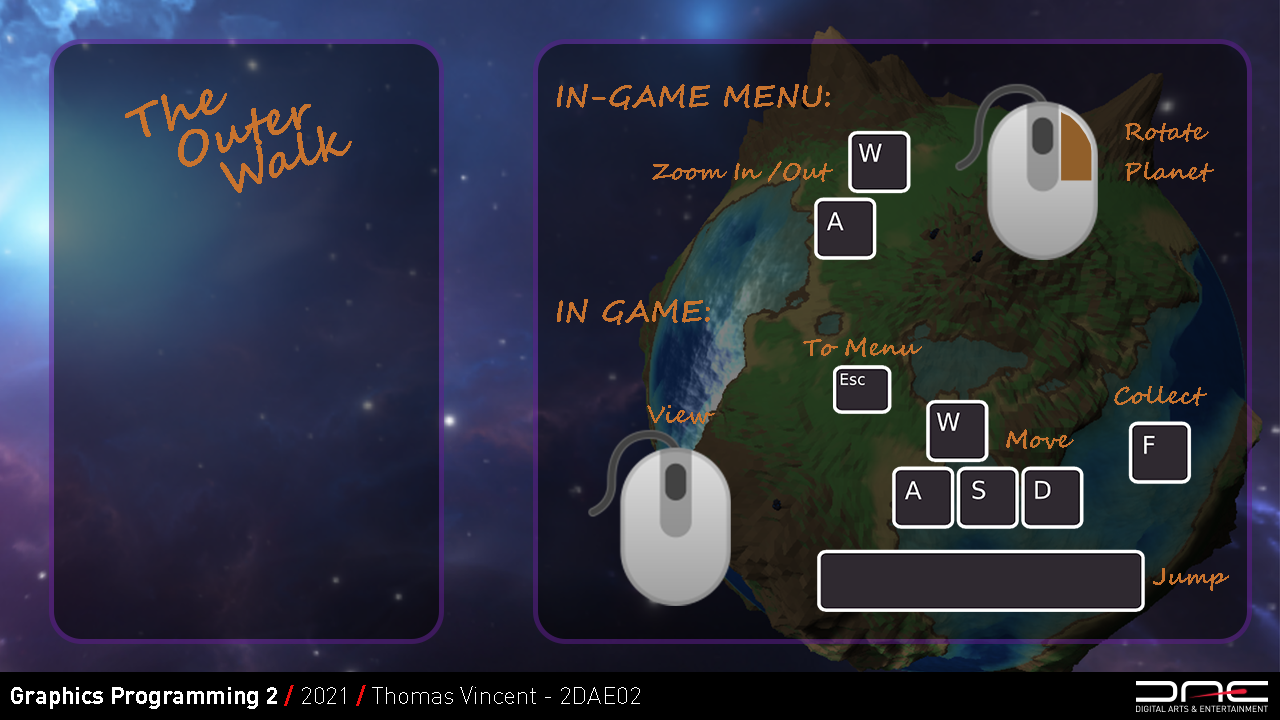 The
Outer
Walk
IN-GAME MENU:
Zoom In /Out
W
A
Rotate
Planet
IN GAME:
To Menu
Esc
View
W
Move
A S D
Collect
F
Jump
Graphics Programming 2 / 2021 / Thomas Vincent - 2DAE02
DAE
DIGITAL ARTS & ENTERTAINMENT